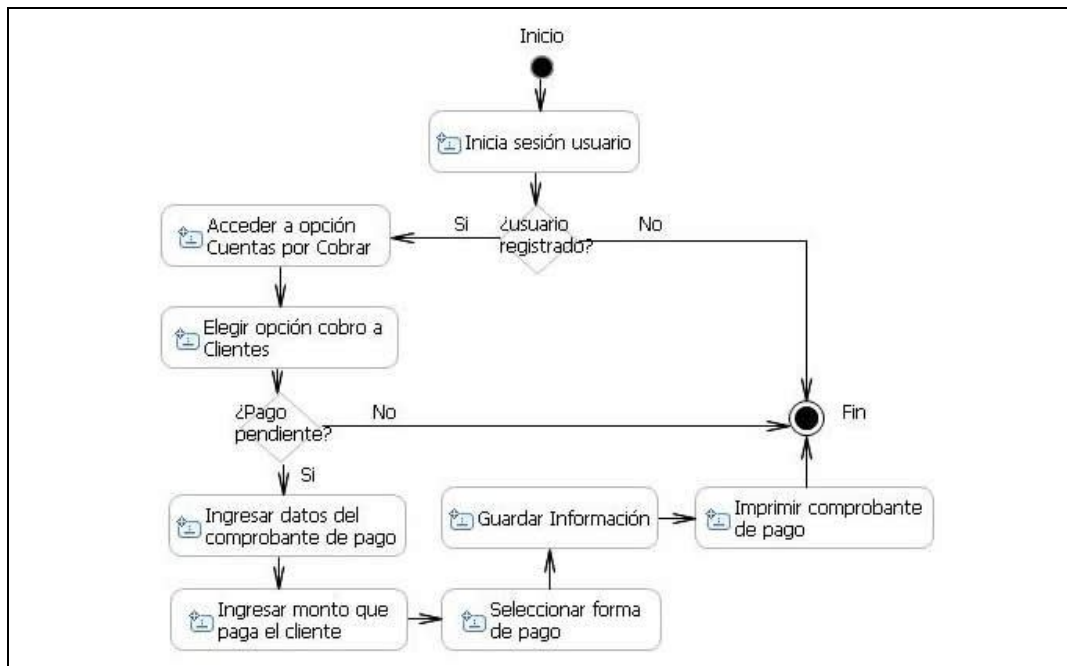 Inicio
Inicia sesión usuario
¿usuario
registrado?
Si
No
Acceder a opción
Cuentas por Cobrar
Elegir opción cobro a
Clientes
¿Pago
pendiente?
No
Fin
Si
Ingresar datos del
comprobante de pago
Ingresar monto que
paga el cliente
Seleccionar forma
de pago
Guardar Información
Imprimir comprobante
de pago